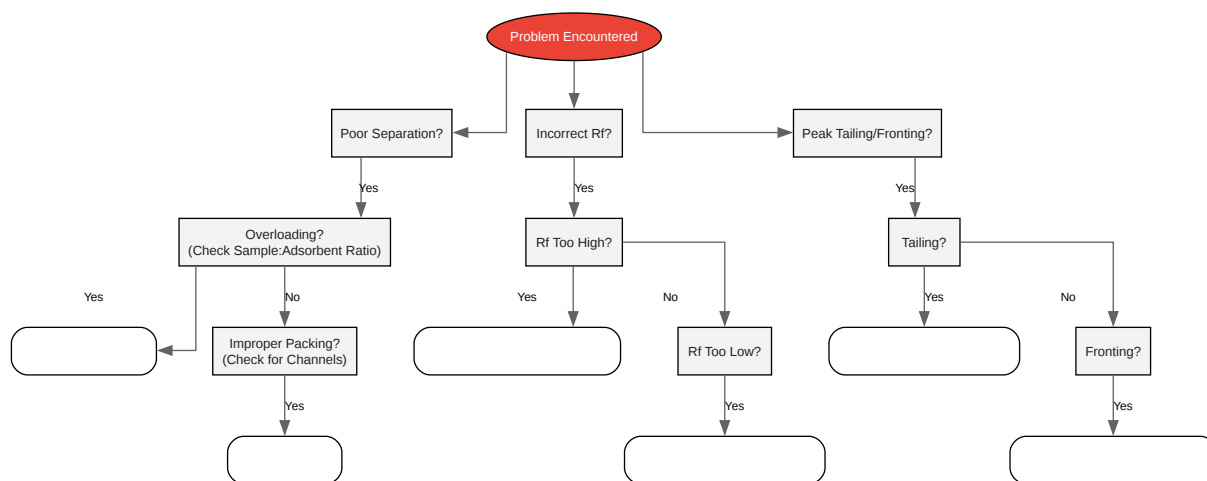 Problem Encountered
Poor Separation?
Incorrect Rf?
Peak Tailing/Fronting?
Yes
Yes
Yes
Overloading?
(Check Sample:Adsorbent Ratio)
Rf Too High?
Tailing?
Yes
No
Yes
No
Yes
No
Improper Packing?
(Check for Channels)
Rf Too Low?
Fronting?
Yes
Yes
Yes